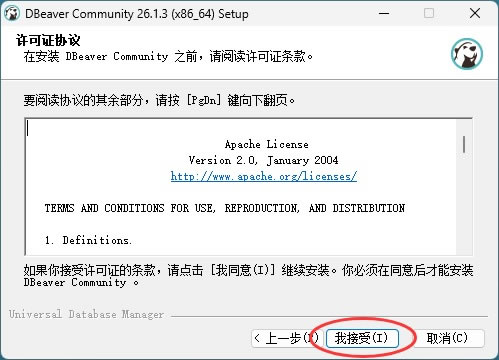 DBeaver Community 26.1.3 (x86_64) Setup
许可证协议
在安装 DBeaver Community 之前，请阅读许可证条款。
要阅读协议的其余部分，请按 [PgDn] 键向下翻页。
Apache License
Version 2.0, January 2004
http://www.apache.org/licenses/
TERMS AND CONDITIONS FOR USE, REPRODUCTION, AND DISTRIBUTION
1. Definitions.
如果你接受许可证的条款，请点击 [我同意(I)] 继续安装。你必须在同意后才能安装
DBeaver Community 。
Universal Database Manager
< 上一步(P) 我接受(I) 取消(C)